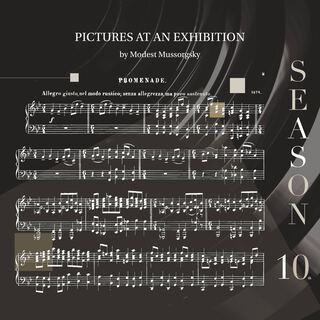 PICTURES AT AN EXHIBITION
by Modest Mussorgsky
PROMENADE.
Allegro giusto, nel modo rustico; senza allegrezza, ma poco sostenuto.
1874.
SEASON
10.